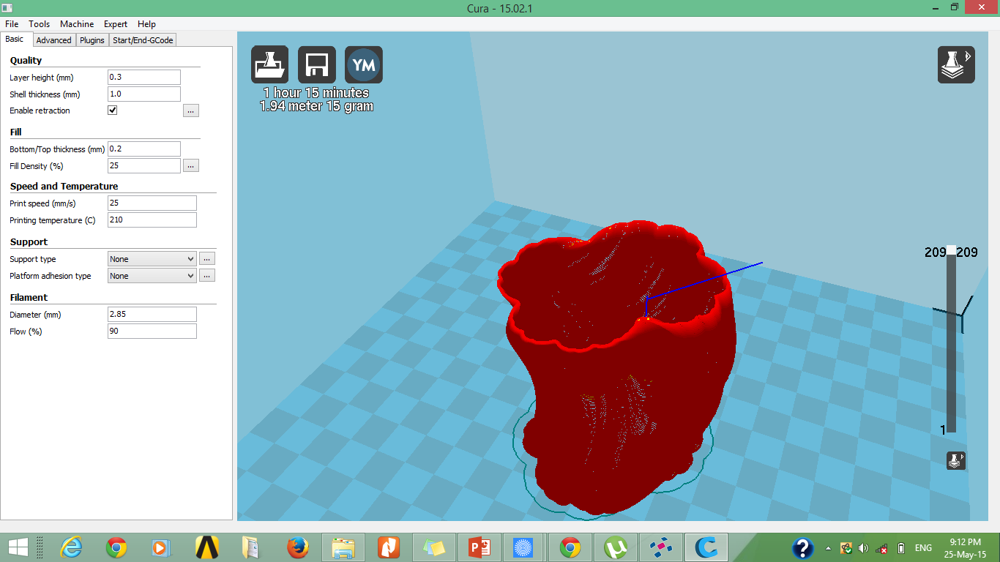 Cura - 15.02.1
File Tools Machine Expert Help
Basic Advanced Plugins Start/End-GCode
Quality
Layer height (mm) 0.3
Shell thickness (mm) 1.0
Enable retraction ...
Fill
Bottom/Top thickness (mm) 0.2
Fill Density (%) 25 ...
Speed and Temperature
Print speed (mm/s) 25
Printing temperature (C) 210
Support
Support type None ...
Platform adhesion type None ...
Filament
Diameter (mm) 2.85
Flow (%) 90
YM
1 hour 15 minutes
1.94 meter 15 gram
209 209
1
ENG
9:12 PM
25-May-15